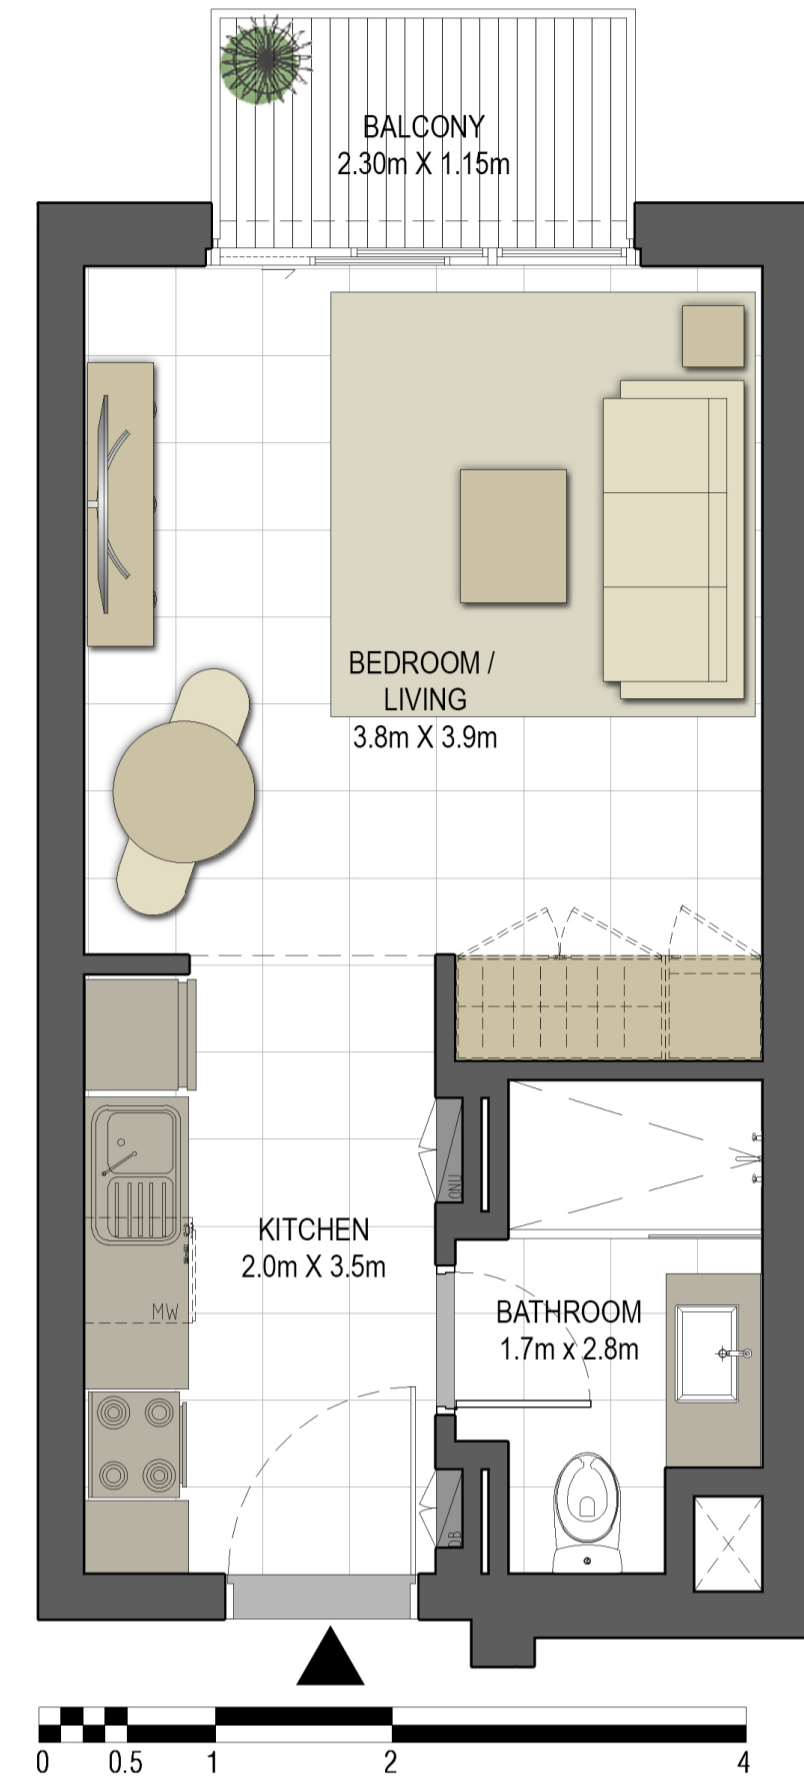 BALCONY
2.30m X 1.15m
BEDROOM /
LIVING
3.8m X 3.9m
ONU
KITCHEN
2.0m X 3.5m
MW
BATHROOM
1.7m x 2.8m
DB
0 0.5 1 2 4